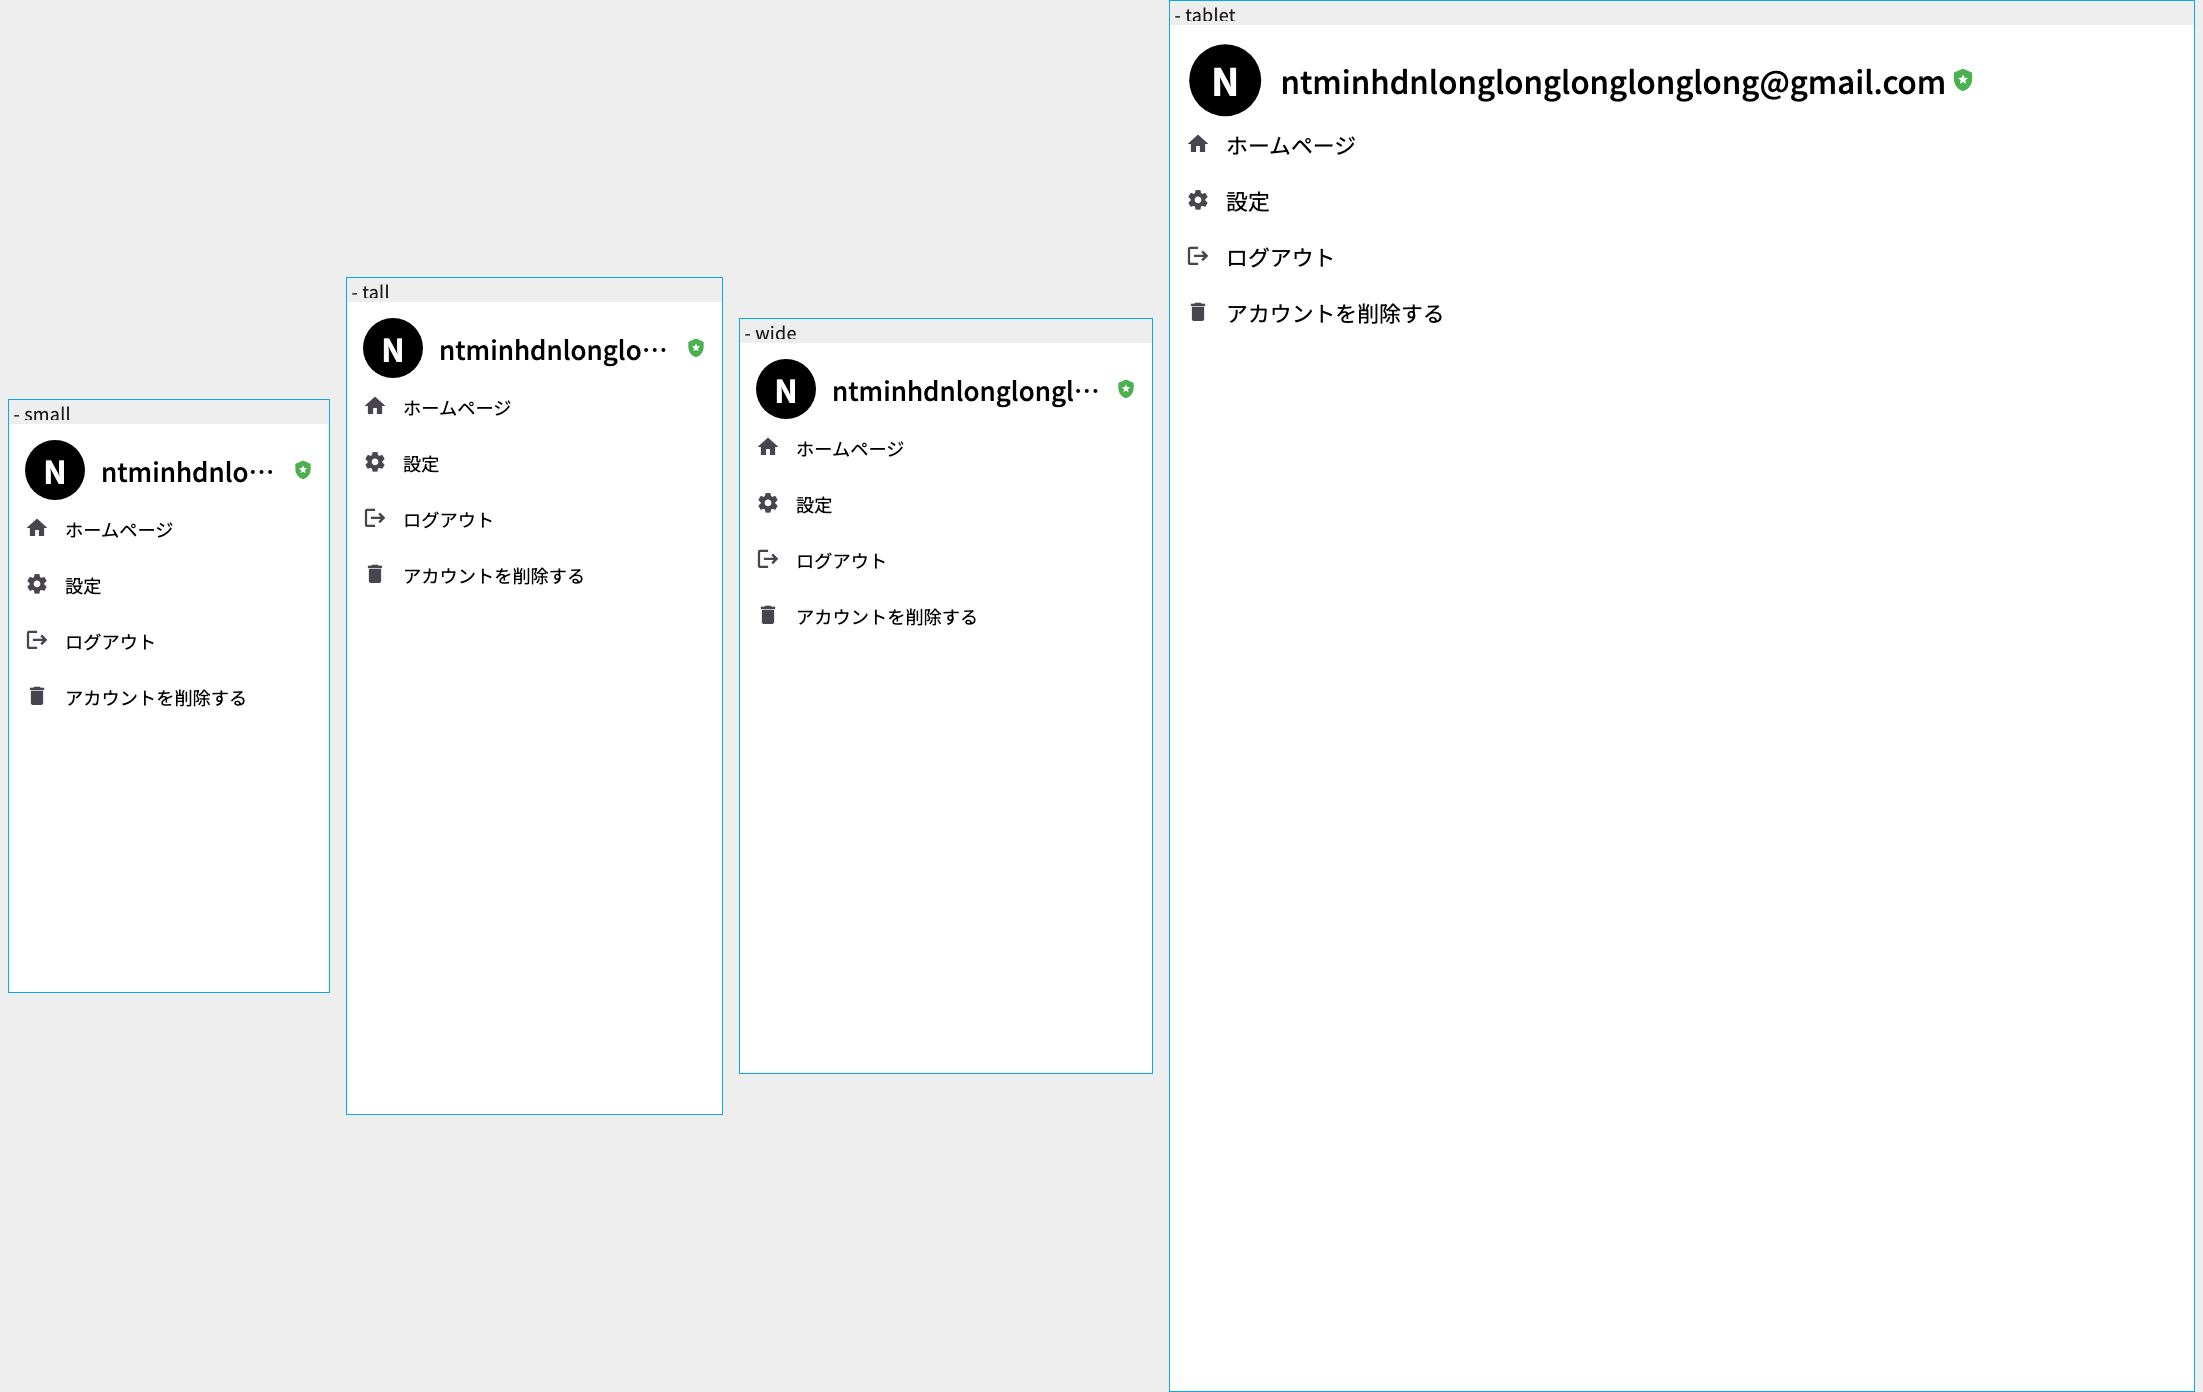 - small
N
ntminhdnlo…
ホームページ
設定
ログアウト
アカウントを削除する
- tall
N
ntminhdnlonglo…
ホームページ
設定
ログアウト
アカウントを削除する
- wide
N
ntminhdnlonglongl…
ホームページ
設定
ログアウト
アカウントを削除する
- tablet
N
ntminhdnlonglonglonglonglong@gmail.com
ホームページ
設定
ログアウト
アカウントを削除する